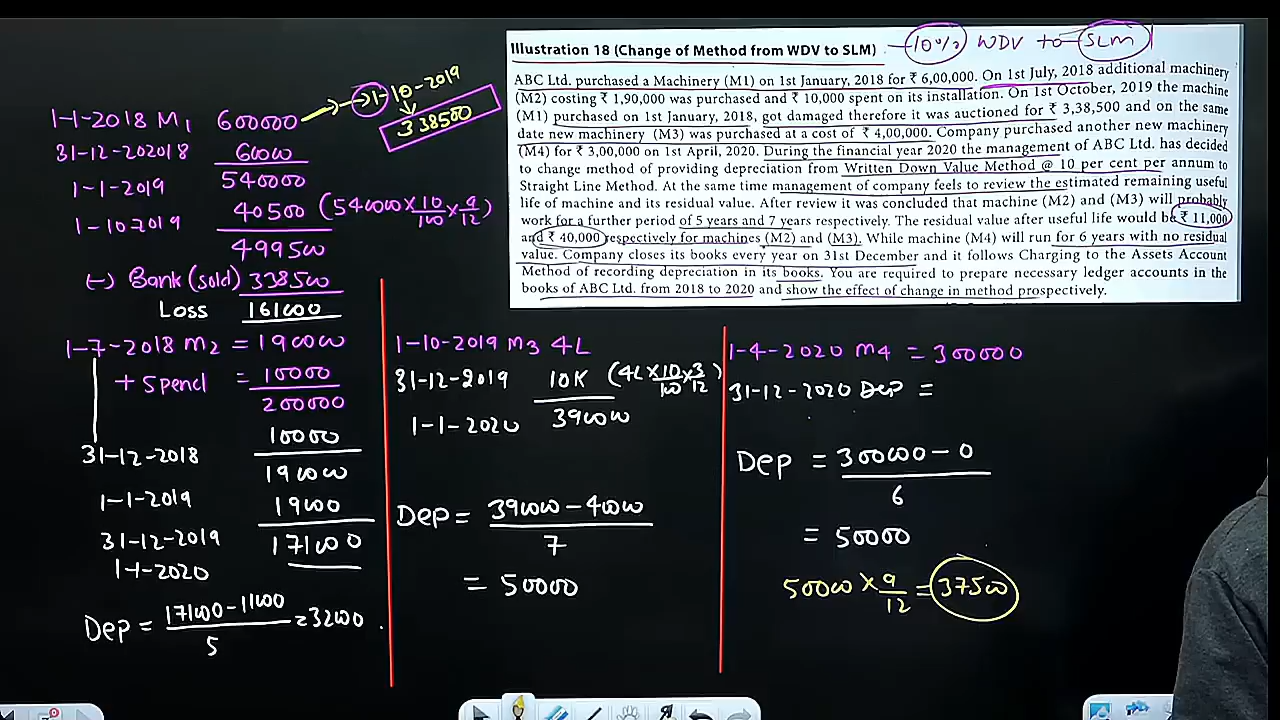 Illustration 18 (Change of Method from WDV to SLM) 10% WDV to SLM
ABC Ltd. purchased a Machinery (M1) on 1st January, 2018 for ₹ 6,00,000. On 1st July, 2018 additional machinery
(M2) costing ₹ 1,90,000 was purchased and ₹ 10,000 spent on its installation. On 1st October, 2019 the machine
(M1) purchased on 1st January, 2018, got damaged therefore it was auctioned for ₹ 3,38,500 and on the same
date new machinery (M3) was purchased at a cost of ₹ 4,00,000. Company purchased another new machinery
(M4) for ₹ 3,00,000 on 1st April, 2020. During the financial year 2020 the management of ABC Ltd. has decided
to change method of providing depreciation from Written Down Value Method @ 10 per cent per annum to
Straight Line Method. At the same time management of company feels to review the estimated remaining useful
life of machine and its residual value. After review it was concluded that machine (M2) and (M3) will probably
work for a further period of 5 years and 7 years respectively. The residual value after useful life would be ₹ 11,000
and ₹ 40,000 respectively for machines (M2) and (M3). While machine (M4) will run for 6 years with no residual
value. Company closes its books every year on 31st December and it follows Charging to the Assets Account
Method of recording depreciation in its books. You are required to prepare necessary ledger accounts in the
books of ABC Ltd. from 2018 to 2020 and show the effect of change in method prospectively.
1-1-2018 M1 600000 → 1-10-2019
338500
31-12-202018 60000
1-1-2019 540000
1-10-2019 40500 (540000 × 10/100 × 9/12)
499500
(-) Bank (sold) 338500
Loss 161000
1-7-2018 M2 = 190000
+ Spend = 10000
200000
31-12-2018 10000
190000
1-1-2019 19000
31-12-2019 171000
1-1-2020
Dep = 171000 - 11000 / 5 = 32000
1-10-2019 M3 4L
31-12-2019 10K (4L × 10/100 × 3/12)
1-1-2020 390000
Dep = 390000 - 40000 / 7
= 50000
1-4-2020 M4 = 300000
31-12-2020 Dep =
Dep = 300000 - 0 / 6
= 50000
50000 × 9/12 = 37500